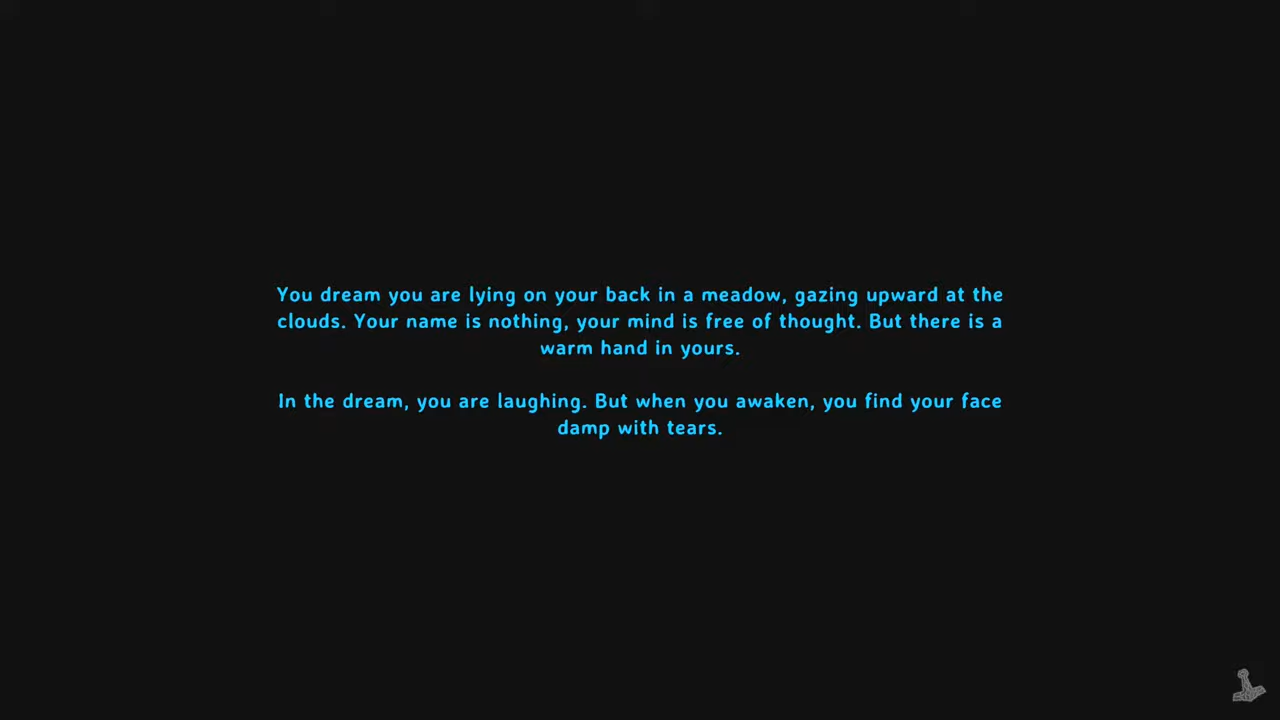 You dream you are lying on your back in a meadow, gazing upward at the
clouds. Your name is nothing, your mind is free of thought. But there is a
warm hand in yours.
In the dream, you are laughing. But when you awaken, you find your face
damp with tears.